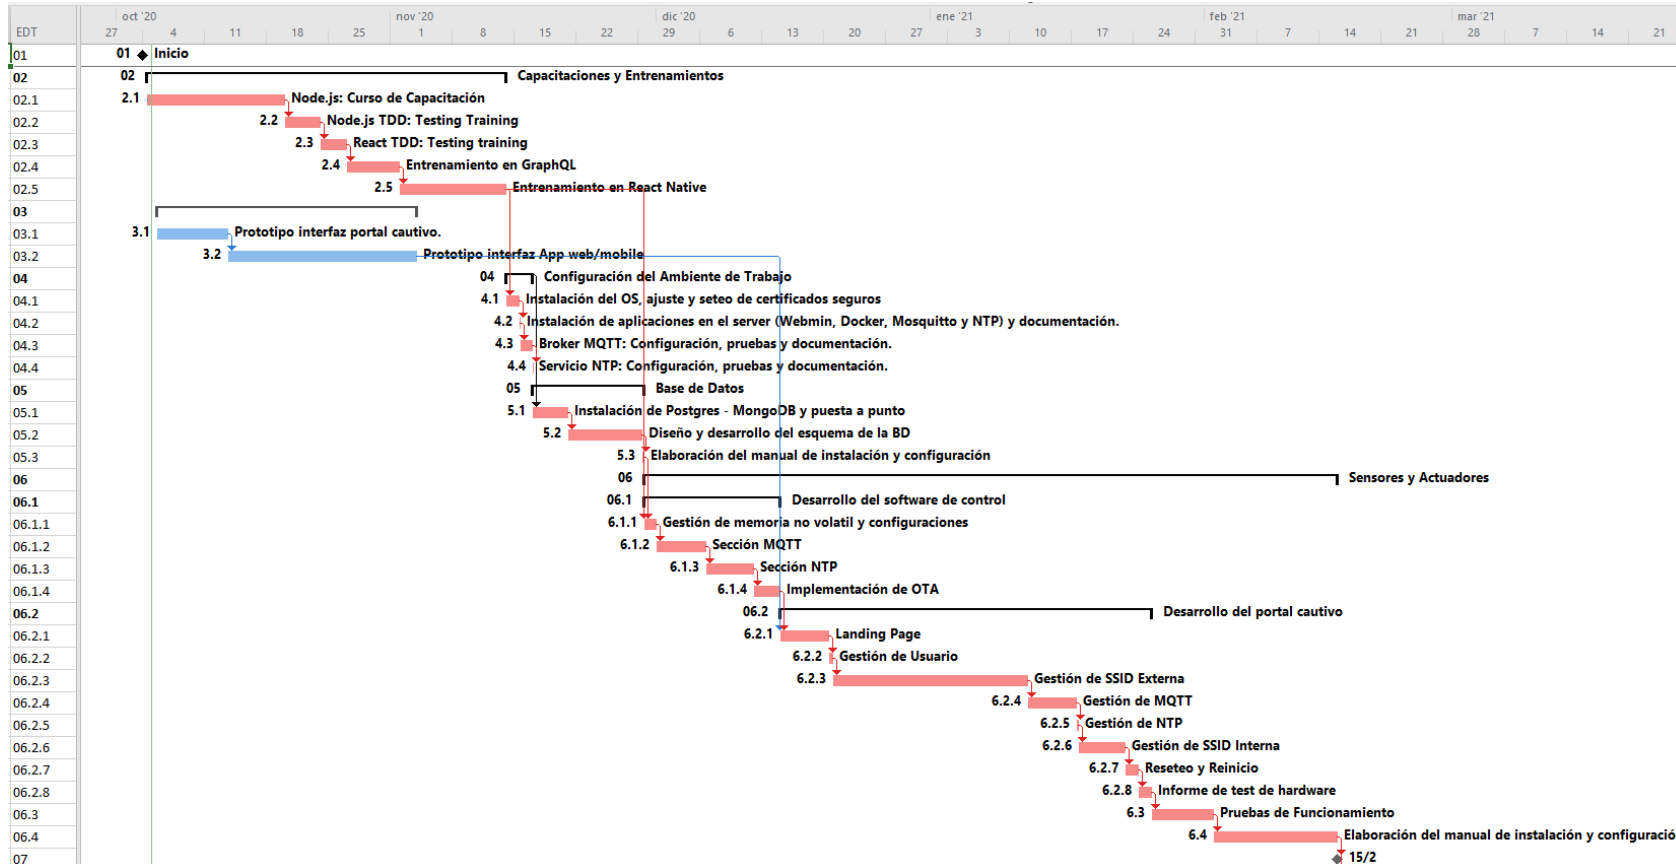 oct '20 nov '20 dic '20 ene '21 feb '21 mar '21
EDT 27 4 11 18 25 1 8 15 22 29 6 13 20 27 3 10 17 24 31 7 14 21 28 7 14 21
01 01 Inicio
02 02 Capacitaciones y Entrenamientos
02.1 2.1 Node.js: Curso de Capacitación
02.2 2.2 Node.js TDD: Testing Training
02.3 2.3 React TDD: Testing training
02.4 2.4 Entrenamiento en GraphQL
02.5 2.5 Entrenamiento en React Native
03
03.1 3.1 Prototipo interfaz portal cautivo.
03.2 3.2 Prototipo interfaz App web/mobile
04 04 Configuración del Ambiente de Trabajo
04.1 4.1 Instalación del OS, ajuste y seteo de certificados seguros
04.2 4.2 Instalación de aplicaciones en el server (Webmin, Docker, Mosquitto y NTP) y documentación.
04.3 4.3 Broker MQTT: Configuración, pruebas y documentación.
04.4 4.4 Servicio NTP: Configuración, pruebas y documentación.
05 05 Base de Datos
05.1 5.1 Instalación de Postgres - MongoDB y puesta a punto
05.2 5.2 Diseño y desarrollo del esquema de la BD
05.3 5.3 Elaboración del manual de instalación y configuración
06 06 Sensores y Actuadores
06.1 06.1 Desarrollo del software de control
06.1.1 6.1.1 Gestión de memoria no volatil y configuraciones
06.1.2 6.1.2 Sección MQTT
06.1.3 6.1.3 Sección NTP
06.1.4 6.1.4 Implementación de OTA
06.2 06.2 Desarrollo del portal cautivo
06.2.1 6.2.1 Landing Page
06.2.2 6.2.2 Gestión de Usuario
06.2.3 6.2.3 Gestión de SSID Externa
06.2.4 6.2.4 Gestión de MQTT
06.2.5 6.2.5 Gestión de NTP
06.2.6 6.2.6 Gestión de SSID Interna
06.2.7 6.2.7 Reseteo y Reinicio
06.2.8 6.2.8 Informe de test de hardware
06.3 6.3 Pruebas de Funcionamiento
06.4 6.4 Elaboración del manual de instalación y configuració
07 15/2